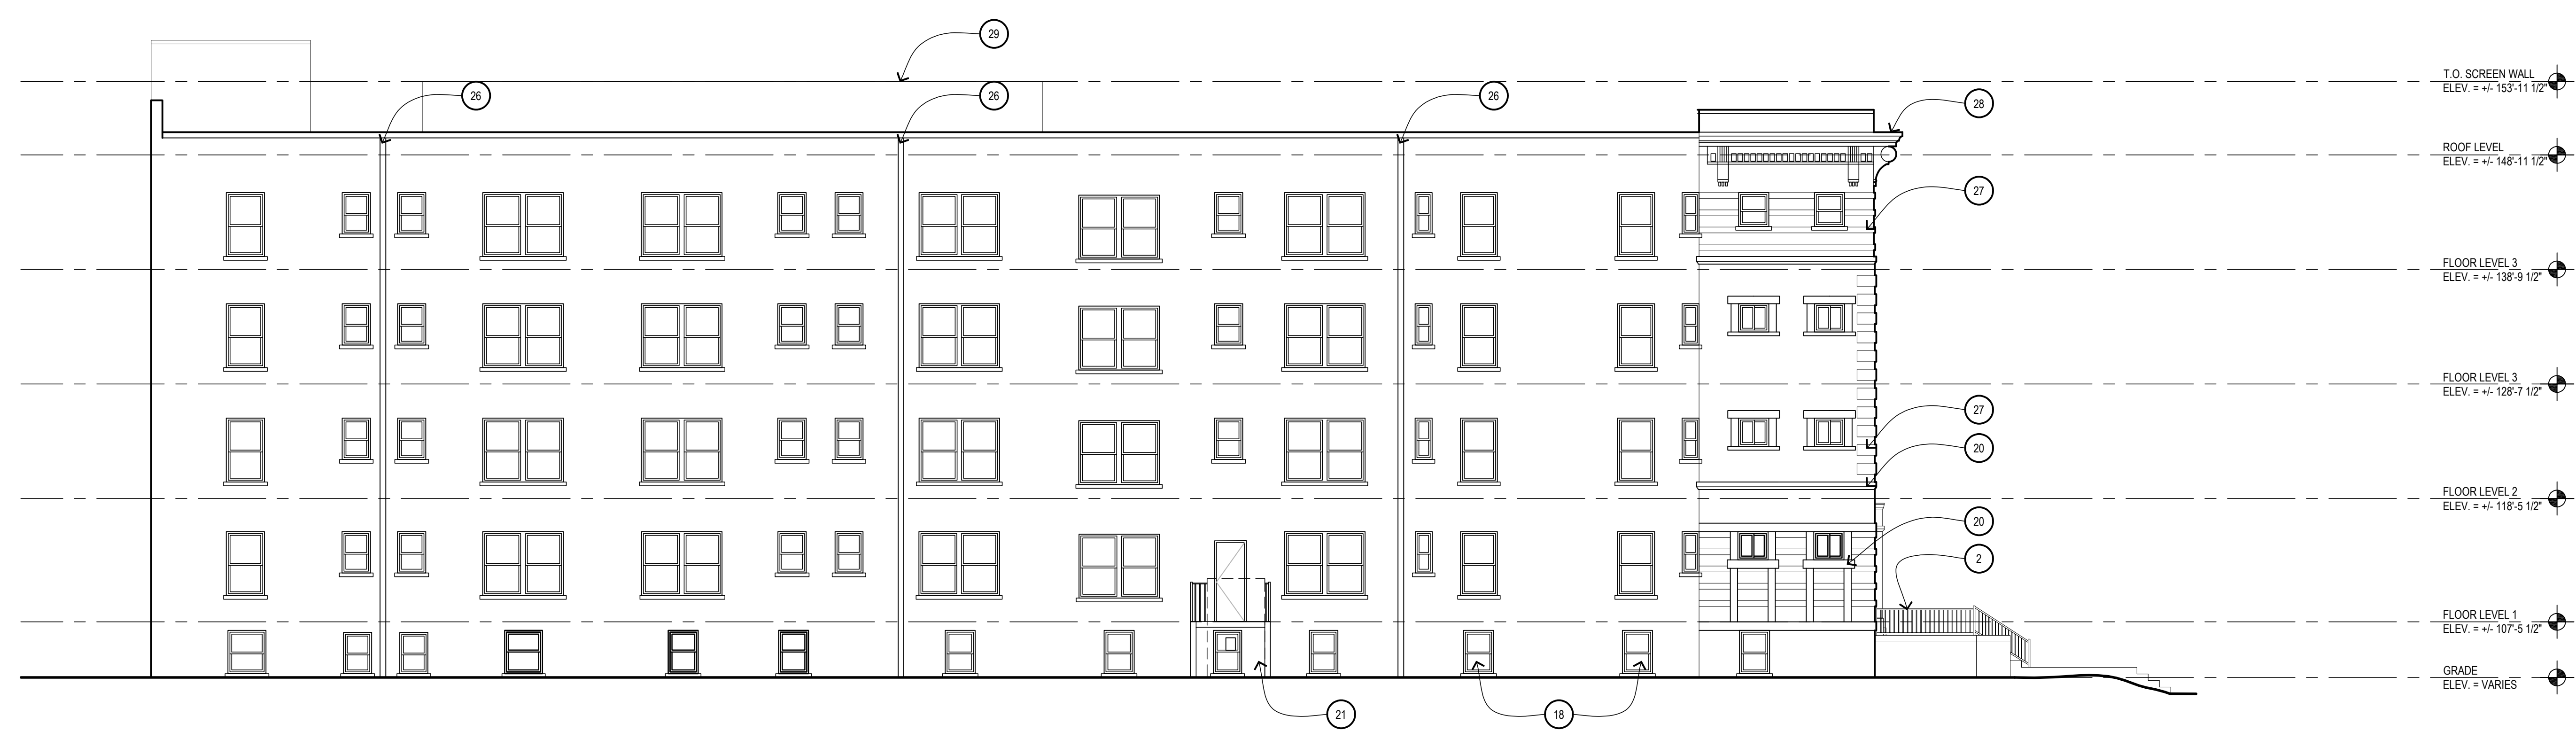 29
T.O. SCREEN WALL
ELEV. = +/- 153'-11 1/2"
26
26
26
28
ROOF LEVEL
ELEV. = +/- 148'-11 1/2"
27
FLOOR LEVEL 3
ELEV. = +/- 138'-9 1/2"
FLOOR LEVEL 3
ELEV. = +/- 128'-7 1/2"
27
20
FLOOR LEVEL 2
ELEV. = +/- 118'-5 1/2"
20
2
FLOOR LEVEL 1
ELEV. = +/- 107'-5 1/2"
GRADE
ELEV. = VARIES
21
18